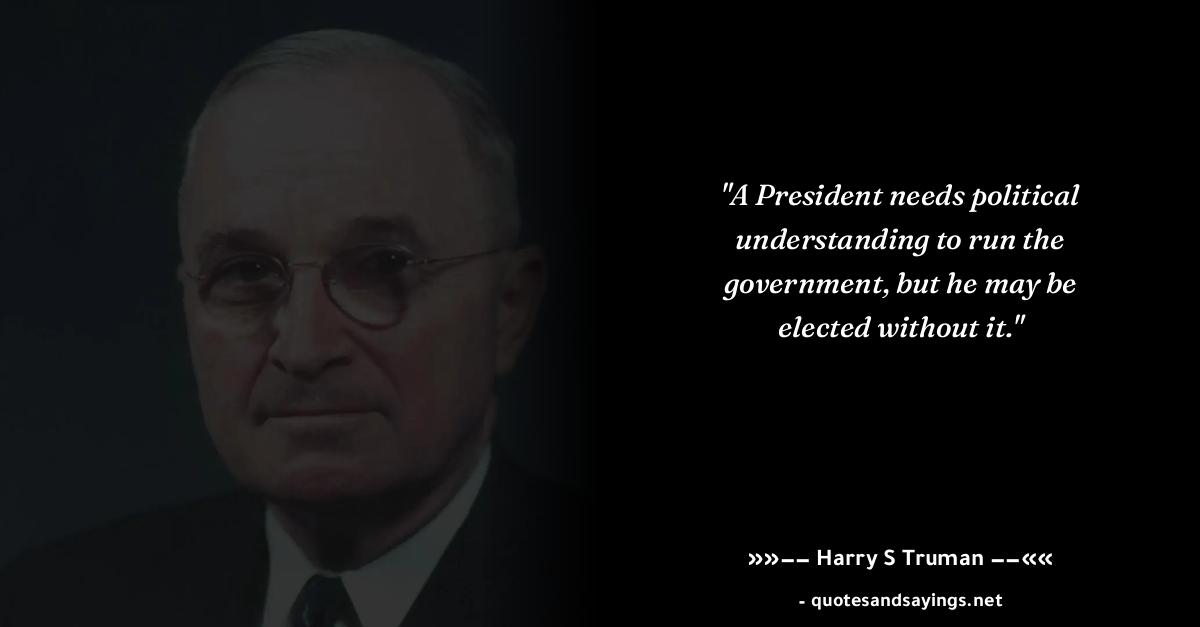 "A President needs political
understanding to run the
government, but he may be
elected without it."
»»−− Harry S Truman −−««
- quotesandsayings.net